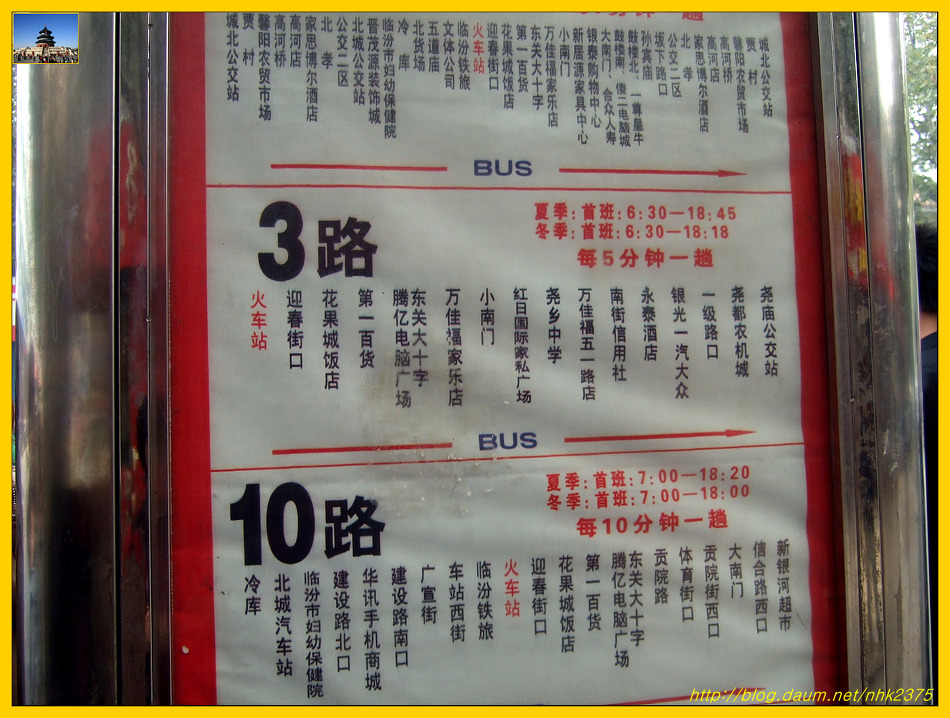 城北公交站
贾村
馨阳农贸市场
高河桥
高河店
家思博尔酒店
北孝
公交二区
北城公交站
晋茂源装饰城
临汾市妇幼保健院
冷库
北货场
五道庙
文体公司
临汾铁旅
火车站
迎春街口
花果城饭店
第一百货
东关大十字
万佳福家乐店
小南门
新居源家具中心
银泰购物中心
大南门、合众人寿
鼓楼南、傻二电脑城
鼓楼北、一尊皇牛
孙宾庙
坂下路口
公交二区
北孝
家思博尔酒店
高河店
高河桥
馨阳农贸市场
贾村
城北公交站
BUS
3路
夏季:首班:6:30—18:45
冬季:首班:6:30—18:18
每5分钟一趟
火车站
迎春街口
花果城饭店
第一百货
腾亿电脑广场
东关大十字
万佳福家乐店
小南门
红日国际家私广场
尧乡中学
万佳福五一路店
南街信用社
永泰酒店
银光一汽大众
一级路口
尧都农机城
尧庙公交站
BUS
10路
夏季:首班:7:00—18:20
冬季:首班:7:00—18:00
每10分钟一趟
冷库
北城汽车站
临汾市妇幼保健院
建设路北口
华讯手机商城
建设路南口
广宣街
车站西街
临汾铁旅
火车站
迎春街口
花果城饭店
第一百货
腾亿电脑广场
东关大十字
贡院路
体育街口
贡院街西口
大南门
信合路西口
新银河超市
http://blog.daum.net/nhk2375